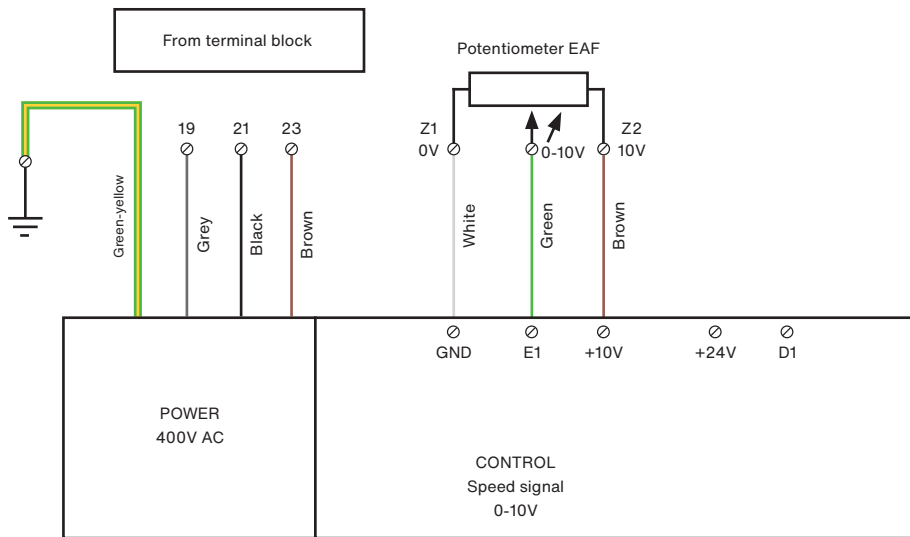 From terminal block
Potentiometer EAF
19
21
23
Z1
0V
0-10V
Z2
10V
Green-yellow
Grey
Black
Brown
White
Green
Brown
GND
E1
+10V
+24V
D1
POWER
400V AC
CONTROL
Speed signal
0-10V